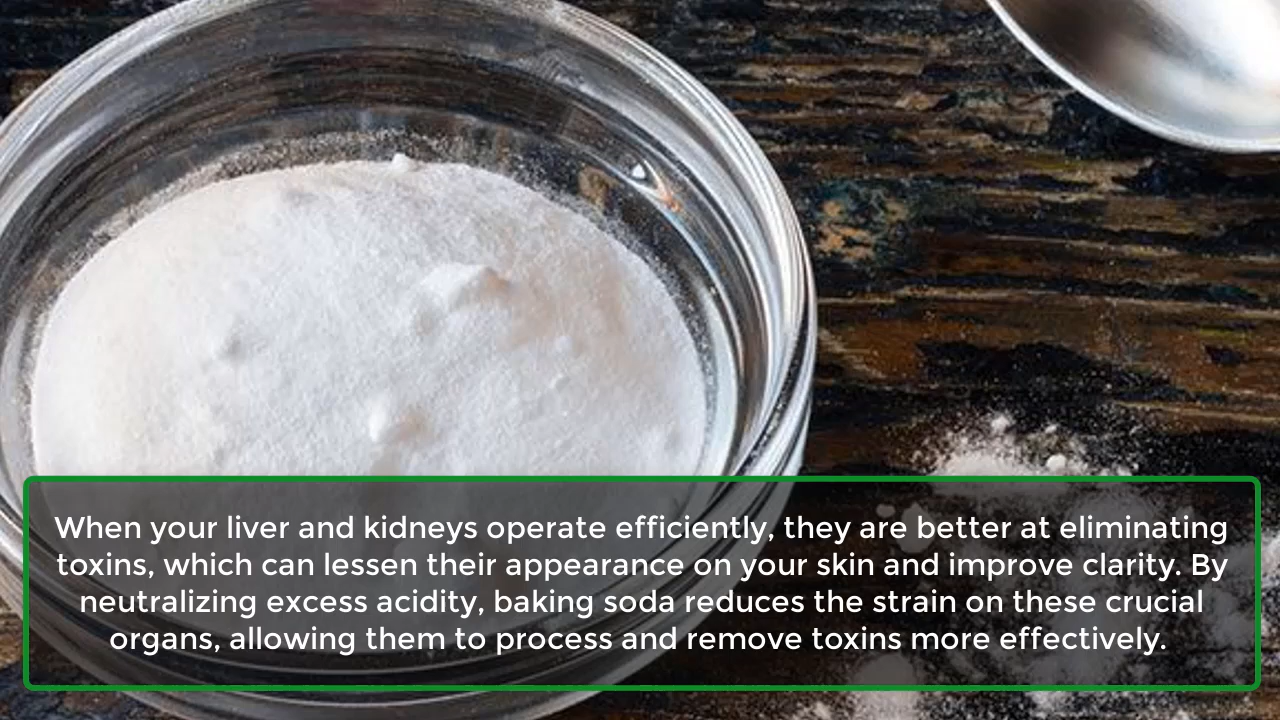 When your liver and kidneys operate efficiently, they are better at eliminating
toxins, which can lessen their appearance on your skin and improve clarity. By
neutralizing excess acidity, baking soda reduces the strain on these crucial
organs, allowing them to process and remove toxins more effectively.